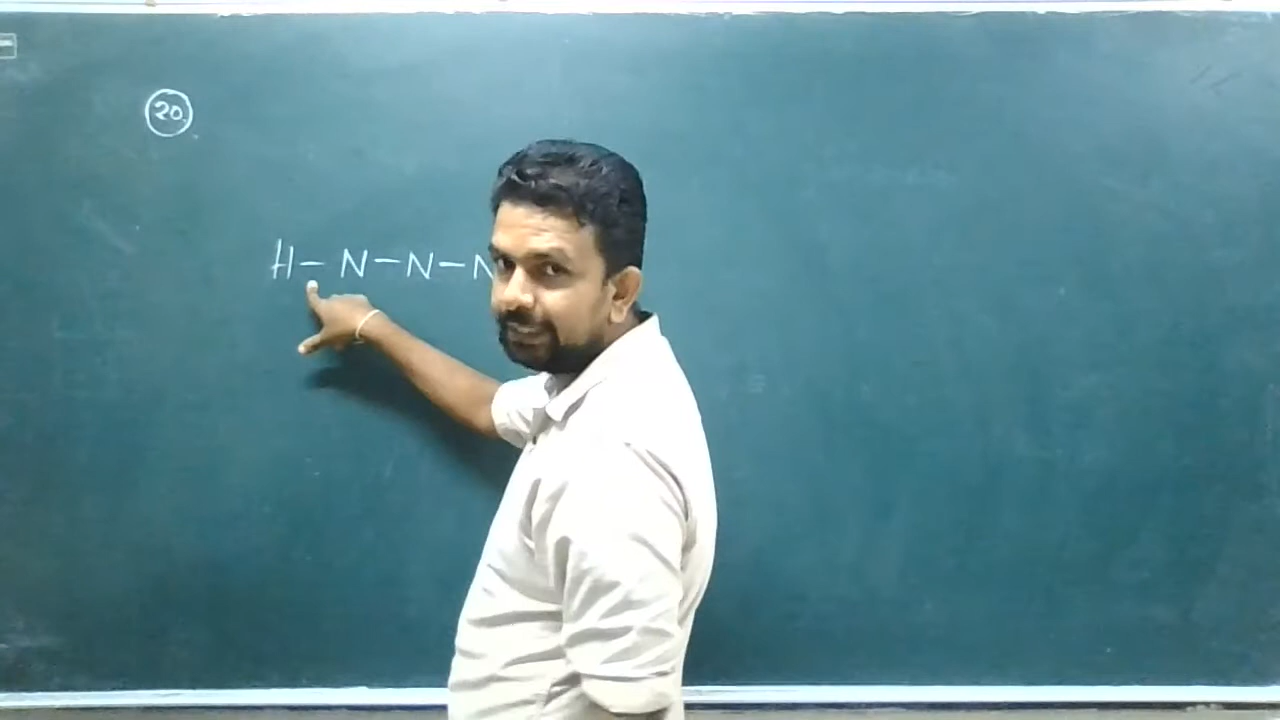 20.
H – N – N – N